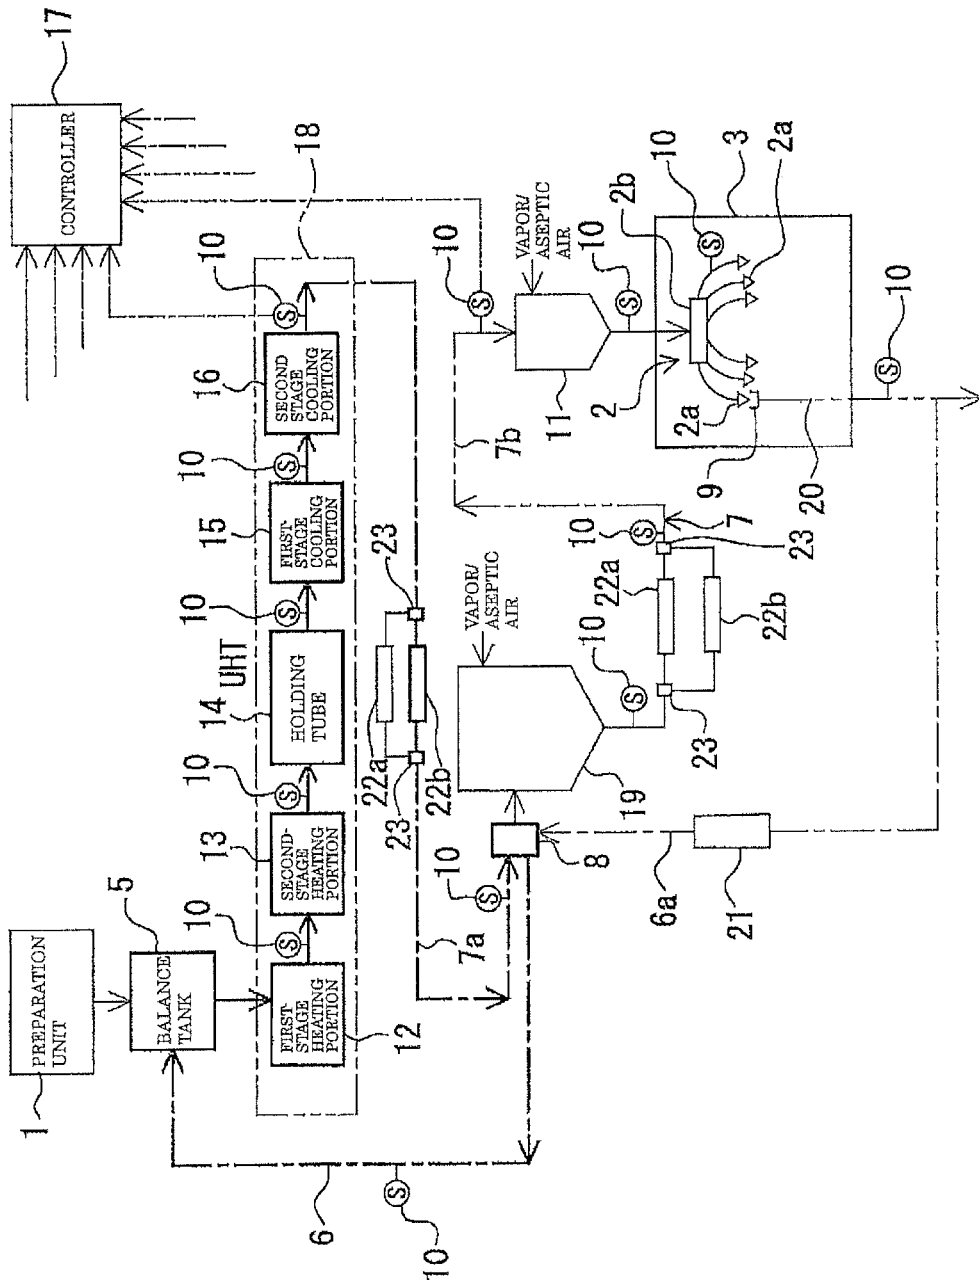 1
PREPARATION
UNIT
5
BALANCE
TANK
CONTROLLER
17
10
13
10
14
UHT
10
15
10
16
10
18
S
S
S
S
S
FIRST-
STAGE
HEATING
PORTION
SECOND-
STAGE
HEATING
PORTION
HOLDING
TUBE
FIRST-
STAGE
COOLING
PORTION
SECOND
STAGE
COOLING
PORTION
12
6
S
10
22a
23
22b
23
10
S
7a
VAPOR/
ASEPTIC
AIR
7b
10
S
VAPOR/
ASEPTIC
AIR
8
19
10
S
11
10
S
2b
23
22a
10
S
7
2
10
S
3
6a
22b
23
2a
2a
9
21
20
S
10